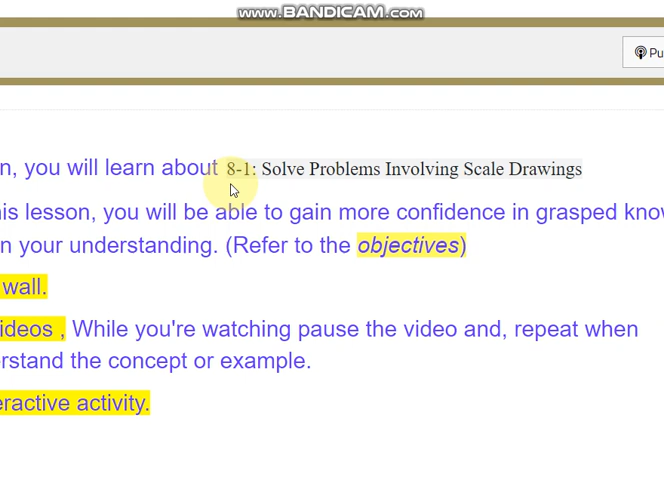 www.BANDICAM.com
Pu
n, you will learn about 8-1: Solve Problems Involving Scale Drawings
his lesson, you will be able to gain more confidence in grasped know
n your understanding. (Refer to the objectives)
wall.
ideos , While you're watching pause the video and, repeat when
erstand the concept or example.
eractive activity.